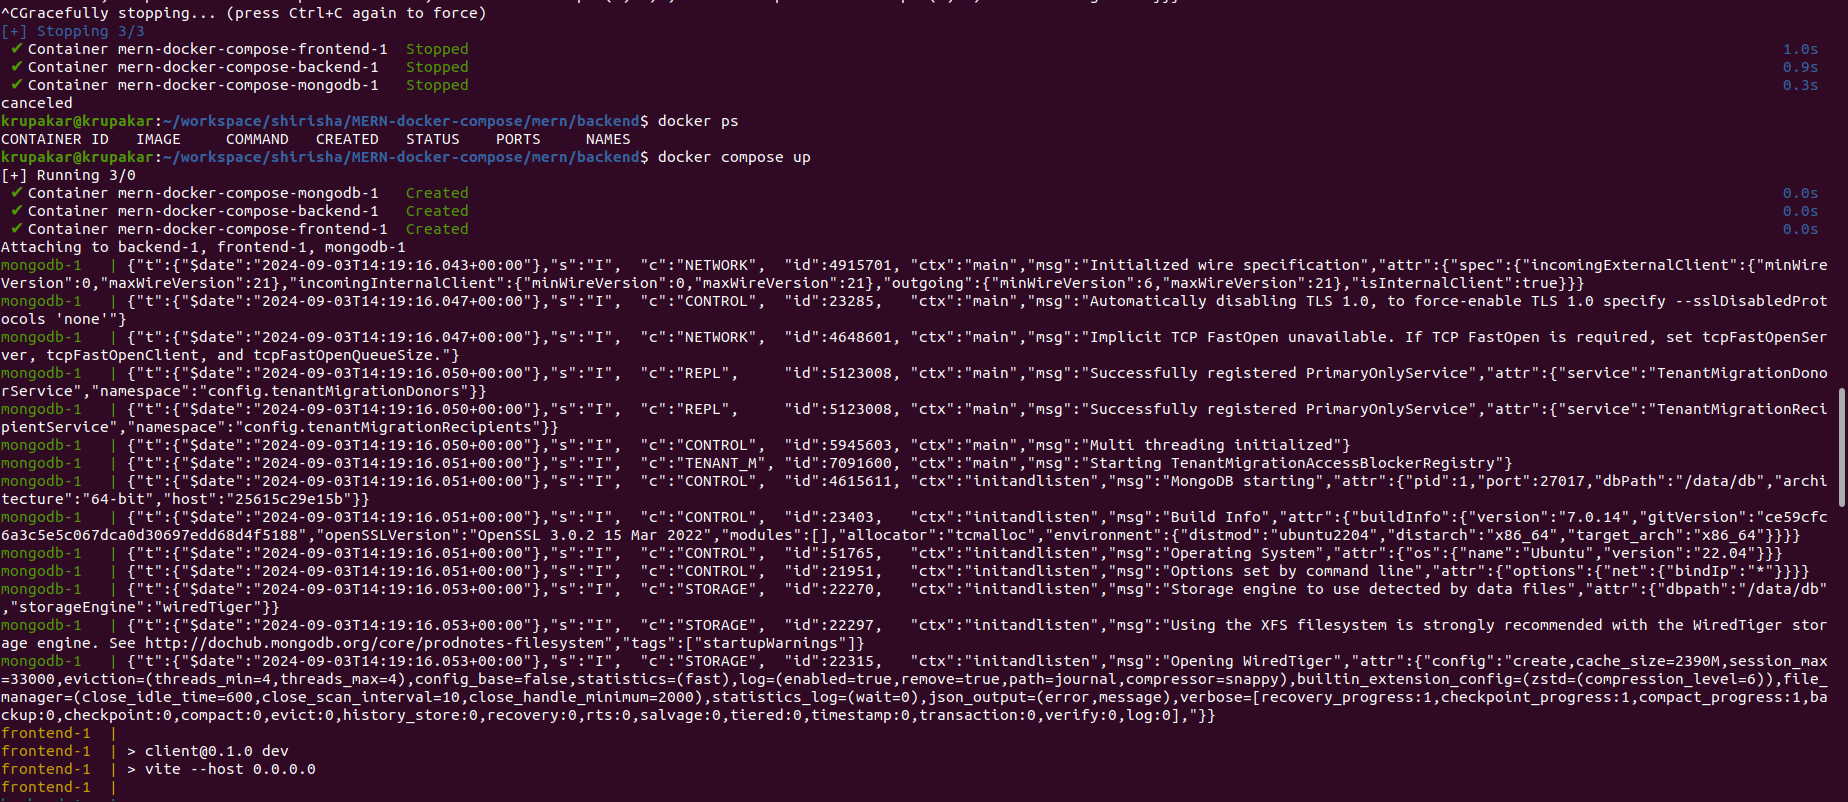 ^CGracefully stopping... (press Ctrl+C again to force)
[+] Stopping 3/3
✔ Container mern-docker-compose-frontend-1  Stopped 1.0s
✔ Container mern-docker-compose-backend-1   Stopped 0.9s
✔ Container mern-docker-compose-mongodb-1   Stopped 0.3s
canceled
krupakar@krupakar:~/workspace/shirisha/MERN-docker-compose/mern/backend$ docker ps
CONTAINER ID   IMAGE     COMMAND   CREATED   STATUS    PORTS     NAMES
krupakar@krupakar:~/workspace/shirisha/MERN-docker-compose/mern/backend$ docker compose up
[+] Running 3/0
✔ Container mern-docker-compose-mongodb-1   Created 0.0s
✔ Container mern-docker-compose-backend-1   Created 0.0s
✔ Container mern-docker-compose-frontend-1  Created 0.0s
Attaching to backend-1, frontend-1, mongodb-1
mongodb-1   | {"t":{"$date":"2024-09-03T14:19:16.043+00:00"},"s":"I",  "c":"NETWORK",  "id":4915701, "ctx":"main","msg":"Initialized wire specification","attr":{"spec":{"incomingExternalClient":{"minWire
Version":0,"maxWireVersion":21},"incomingInternalClient":{"minWireVersion":0,"maxWireVersion":21},"outgoing":{"minWireVersion":6,"maxWireVersion":21},"isInternalClient":true}}}
mongodb-1   | {"t":{"$date":"2024-09-03T14:19:16.047+00:00"},"s":"I",  "c":"CONTROL",  "id":23285,   "ctx":"main","msg":"Automatically disabling TLS 1.0, to force-enable TLS 1.0 specify --sslDisabledProt
ocols 'none'"}
mongodb-1   | {"t":{"$date":"2024-09-03T14:19:16.047+00:00"},"s":"I",  "c":"NETWORK",  "id":4648601, "ctx":"main","msg":"Implicit TCP FastOpen unavailable. If TCP FastOpen is required, set tcpFastOpenSer
ver, tcpFastOpenClient, and tcpFastOpenQueueSize."}
mongodb-1   | {"t":{"$date":"2024-09-03T14:19:16.050+00:00"},"s":"I",  "c":"REPL",     "id":5123008, "ctx":"main","msg":"Successfully registered PrimaryOnlyService","attr":{"service":"TenantMigrationDono
rService","namespace":"config.tenantMigrationDonors"}}
mongodb-1   | {"t":{"$date":"2024-09-03T14:19:16.050+00:00"},"s":"I",  "c":"REPL",     "id":5123008, "ctx":"main","msg":"Successfully registered PrimaryOnlyService","attr":{"service":"TenantMigrationReci
pientService","namespace":"config.tenantMigrationRecipients"}}
mongodb-1   | {"t":{"$date":"2024-09-03T14:19:16.050+00:00"},"s":"I",  "c":"CONTROL",  "id":5945603, "ctx":"main","msg":"Multi threading initialized"}
mongodb-1   | {"t":{"$date":"2024-09-03T14:19:16.051+00:00"},"s":"I",  "c":"TENANT_M", "id":7091600, "ctx":"main","msg":"Starting TenantMigrationAccessBlockerRegistry"}
mongodb-1   | {"t":{"$date":"2024-09-03T14:19:16.051+00:00"},"s":"I",  "c":"CONTROL",  "id":4615611, "ctx":"initandlisten","msg":"MongoDB starting","attr":{"pid":1,"port":27017,"dbPath":"/data/db","archi
tecture":"64-bit","host":"25615c29e15b"}}
mongodb-1   | {"t":{"$date":"2024-09-03T14:19:16.051+00:00"},"s":"I",  "c":"CONTROL",  "id":23403,   "ctx":"initandlisten","msg":"Build Info","attr":{"buildInfo":{"version":"7.0.14","gitVersion":"ce59cfc
6a3c5e5c067dca0d30697edd68d4f5188","openSSLVersion":"OpenSSL 3.0.2 15 Mar 2022","modules":[],"allocator":"tcmalloc","environment":{"distmod":"ubuntu2204","distarch":"x86_64","target_arch":"x86_64"}}}}
mongodb-1   | {"t":{"$date":"2024-09-03T14:19:16.051+00:00"},"s":"I",  "c":"CONTROL",  "id":51765,   "ctx":"initandlisten","msg":"Operating System","attr":{"os":{"name":"Ubuntu","version":"22.04"}}}
mongodb-1   | {"t":{"$date":"2024-09-03T14:19:16.051+00:00"},"s":"I",  "c":"CONTROL",  "id":21951,   "ctx":"initandlisten","msg":"Options set by command line","attr":{"options":{"net":{"bindIp":"*"}}}}
mongodb-1   | {"t":{"$date":"2024-09-03T14:19:16.053+00:00"},"s":"I",  "c":"STORAGE",  "id":22270,   "ctx":"initandlisten","msg":"Storage engine to use detected by data files","attr":{"dbpath":"/data/db"
,"storageEngine":"wiredTiger"}}
mongodb-1   | {"t":{"$date":"2024-09-03T14:19:16.053+00:00"},"s":"I",  "c":"STORAGE",  "id":22297,   "ctx":"initandlisten","msg":"Using the XFS filesystem is strongly recommended with the WiredTiger stor
age engine. See http://dochub.mongodb.org/core/prodnotes-filesystem","tags":["startupWarnings"]}
mongodb-1   | {"t":{"$date":"2024-09-03T14:19:16.053+00:00"},"s":"I",  "c":"STORAGE",  "id":22315,   "ctx":"initandlisten","msg":"Opening WiredTiger","attr":{"config":"create,cache_size=2390M,session_max
=33000,eviction=(threads_min=4,threads_max=4),config_base=false,statistics=(fast),log=(enabled=true,remove=true,path=journal,compressor=snappy),builtin_extension_config=(zstd=(compression_level=6)),file_
manager=(close_idle_time=600,close_scan_interval=10,close_handle_minimum=2000),statistics_log=(wait=0),json_output=(error,message),verbose=[recovery_progress:1,checkpoint_progress:1,compact_progress:1,ba
ckup:0,checkpoint:0,compact:0,evict:0,history_store:0,recovery:0,rts:0,salvage:0,tiered:0,timestamp:0,transaction:0,verify:0,log:0],"}}
frontend-1  |
frontend-1  | > client@0.1.0 dev
frontend-1  | > vite --host 0.0.0.0
frontend-1  |